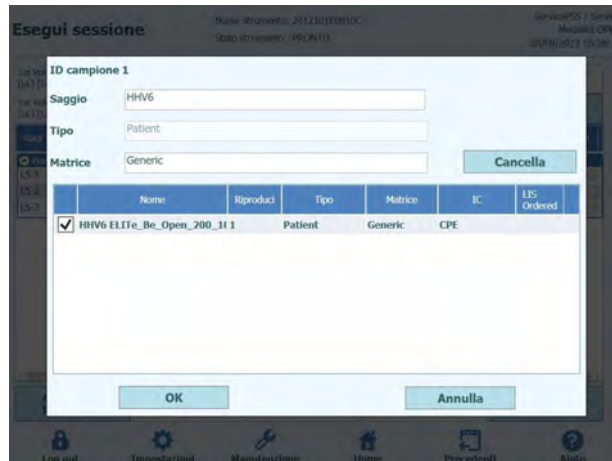 Esegui sessione
Nome strumento: 2412101E0010C
Stato strumento: PRONTO
ID campione 1
Saggio HHV6
Tipo Patient
Matrice Generic
Cancella
Nome Riproduci Tipo Matrice IC LIS Ordered
HHV6 ELITe_Be_Open_200_1 1 Patient Generic CPE
OK Annulla
Log out Impostazioni Manutenzione Home Precedenti Aiuto